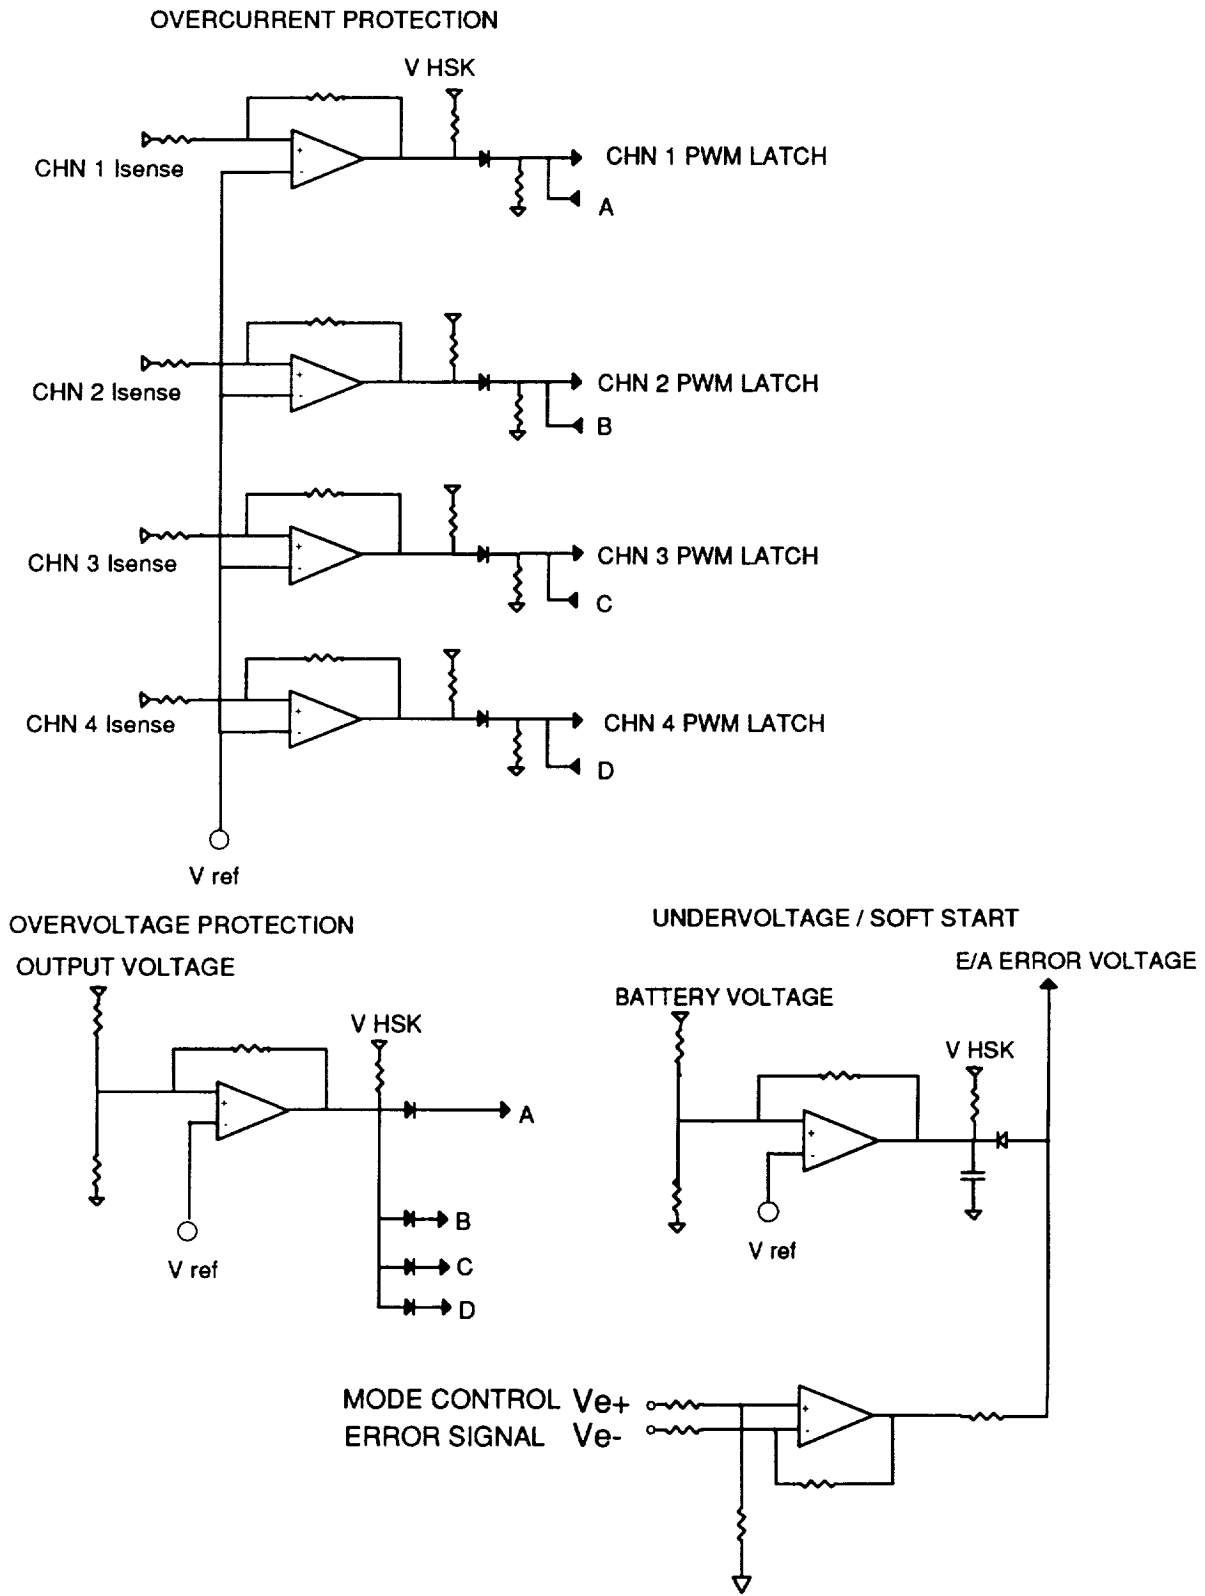 OVERCURRENT PROTECTION
V HSK
+
-
CHN 1 Isense
CHN 1 PWM LATCH
A
+
-
CHN 2 Isense
CHN 2 PWM LATCH
B
+
-
CHN 3 Isense
CHN 3 PWM LATCH
C
+
-
CHN 4 Isense
CHN 4 PWM LATCH
D
V ref
OVERVOLTAGE PROTECTION
OUTPUT VOLTAGE
V HSK
+
-
A
V ref
B
C
D
UNDERVOLTAGE / SOFT START
E/A ERROR VOLTAGE
BATTERY VOLTAGE
V HSK
+
-
V ref
MODE CONTROL Ve+
ERROR SIGNAL Ve-
+
-